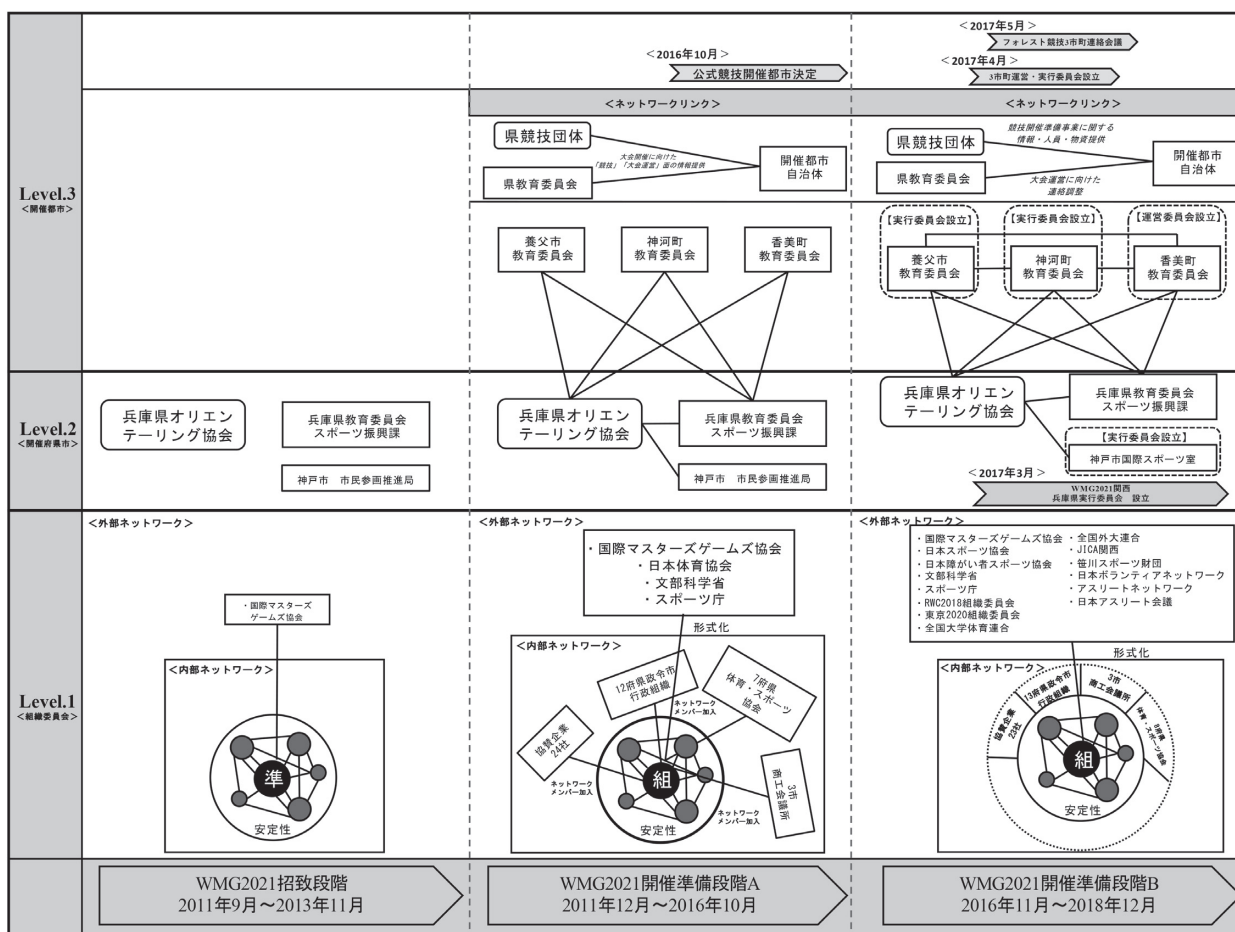 ＜2017年5月＞
フォレスト競技3市町連絡会議
＜2016年10月＞
公式競技開催都市決定
＜2017年4月＞
3市町運営・実行委員会設立
＜ネットワークリンク＞
＜ネットワークリンク＞
Level.3
＜開催都市＞
県競技団体
大会開催に向けた
「競技」「大会運営」面の情報提供
県教育委員会
開催都市
自治体
県競技団体
競技開催準備事業に関する
情報・人員・物資提供
県教育委員会
大会運営に向けた
連絡調整
開催都市
自治体
養父市
教育委員会
神河町
教育委員会
香美町
教育委員会
【実行委員会設立】
養父市
教育委員会
【実行委員会設立】
神河町
教育委員会
【運営委員会設立】
香美町
教育委員会
Level.2
＜開催府県市＞
兵庫県オリエン
テーリング協会
兵庫県教育委員会
スポーツ振興課
神戸市　市民参画推進局
兵庫県オリエン
テーリング協会
兵庫県教育委員会
スポーツ振興課
神戸市　市民参画推進局
兵庫県オリエン
テーリング協会
兵庫県教育委員会
スポーツ振興課
【実行委員会設立】
神戸市国際スポーツ室
＜2017年3月＞
WMG2021関西
兵庫県実行委員会　設立
Level.1
＜組織委員会＞
＜外部ネットワーク＞
・国際マスターズ
ゲームズ協会
＜内部ネットワーク＞
準
安定性
＜外部ネットワーク＞
・国際マスターズゲームズ協会
・日本体育協会
・文部科学省
・スポーツ庁
形式化
＜内部ネットワーク＞
12府県政令市
行政組織
7府県
体育・スポーツ
協会
ネットワーク
メンバー加入
ネットワーク
メンバー加入
協賛企業
24社
ネットワーク
メンバー加入
ネットワーク
メンバー加入
3市
商工会議所
組
安定性
＜外部ネットワーク＞
・国際マスターズゲームズ協会
・日本スポーツ協会
・日本障がい者スポーツ協会
・文部科学省
・スポーツ庁
・RWC2018組織委員会
・東京2020組織委員会
・全国大学体育連合
・全国外大連合
・JICA関西
・笹川スポーツ財団
・日本ボランティアネットワーク
・アスリートネットワーク
・日本アスリート会議
形式化
＜内部ネットワーク＞
協賛企業
23社
13府県政令市
行政組織
3市
商工会議所
8府県
体育・スポーツ協会
組
安定性
WMG2021招致段階
2011年9月～2013年11月
WMG2021開催準備段階A
2011年12月～2016年10月
WMG2021開催準備段階B
2016年11月～2018年12月